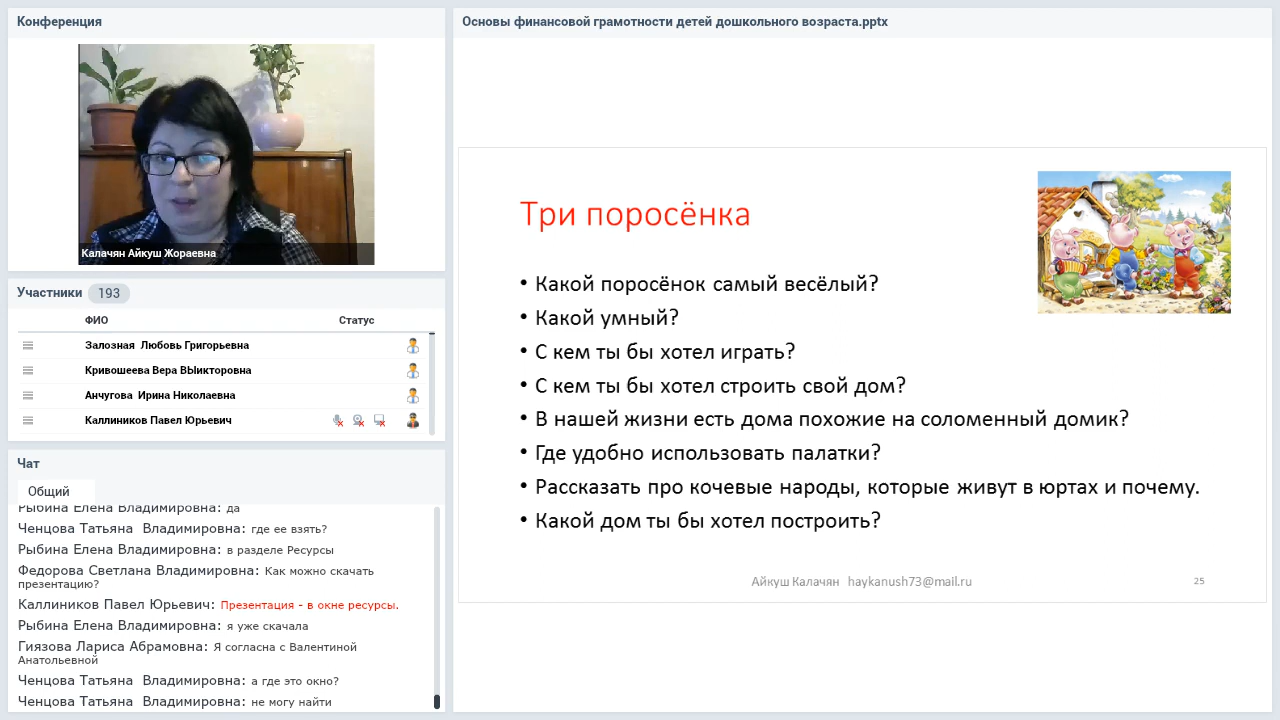 Конференция
Калачян Айкуш Жораевна
Участники 193
ФИО Статус
Залозная Любовь Григорьевна
Кривошеева Вера ВЫикторовна
Анчугова Ирина Николаевна
Каллиников Павел Юрьевич
Чат
Общий
Рыбина Елена Владимировна: да
Ченцова Татьяна Владимировна: где ее взять?
Рыбина Елена Владимировна: в разделе Ресурсы
Федорова Светлана Владимировна: Как можно скачать
презентацию?
Каллиников Павел Юрьевич: Презентация - в окне ресурсы.
Рыбина Елена Владимировна: я уже скачала
Гиязова Лариса Абрамовна: Я согласна с Валентиной
Анатольевной
Ченцова Татьяна Владимировна: а где это окно?
Ченцова Татьяна Владимировна: не могу найти
Основы финансовой грамотности детей дошкольного возраста.pptx
Три поросёнка
• Какой поросёнок самый весёлый?
• Какой умный?
• С кем ты бы хотел играть?
• С кем ты бы хотел строить свой дом?
• В нашей жизни есть дома похожие на соломенный домик?
• Где удобно использовать палатки?
• Рассказать про кочевые народы, которые живут в юртах и почему.
• Какой дом ты бы хотел построить?
Айкуш Калачян haykanush73@mail.ru
25